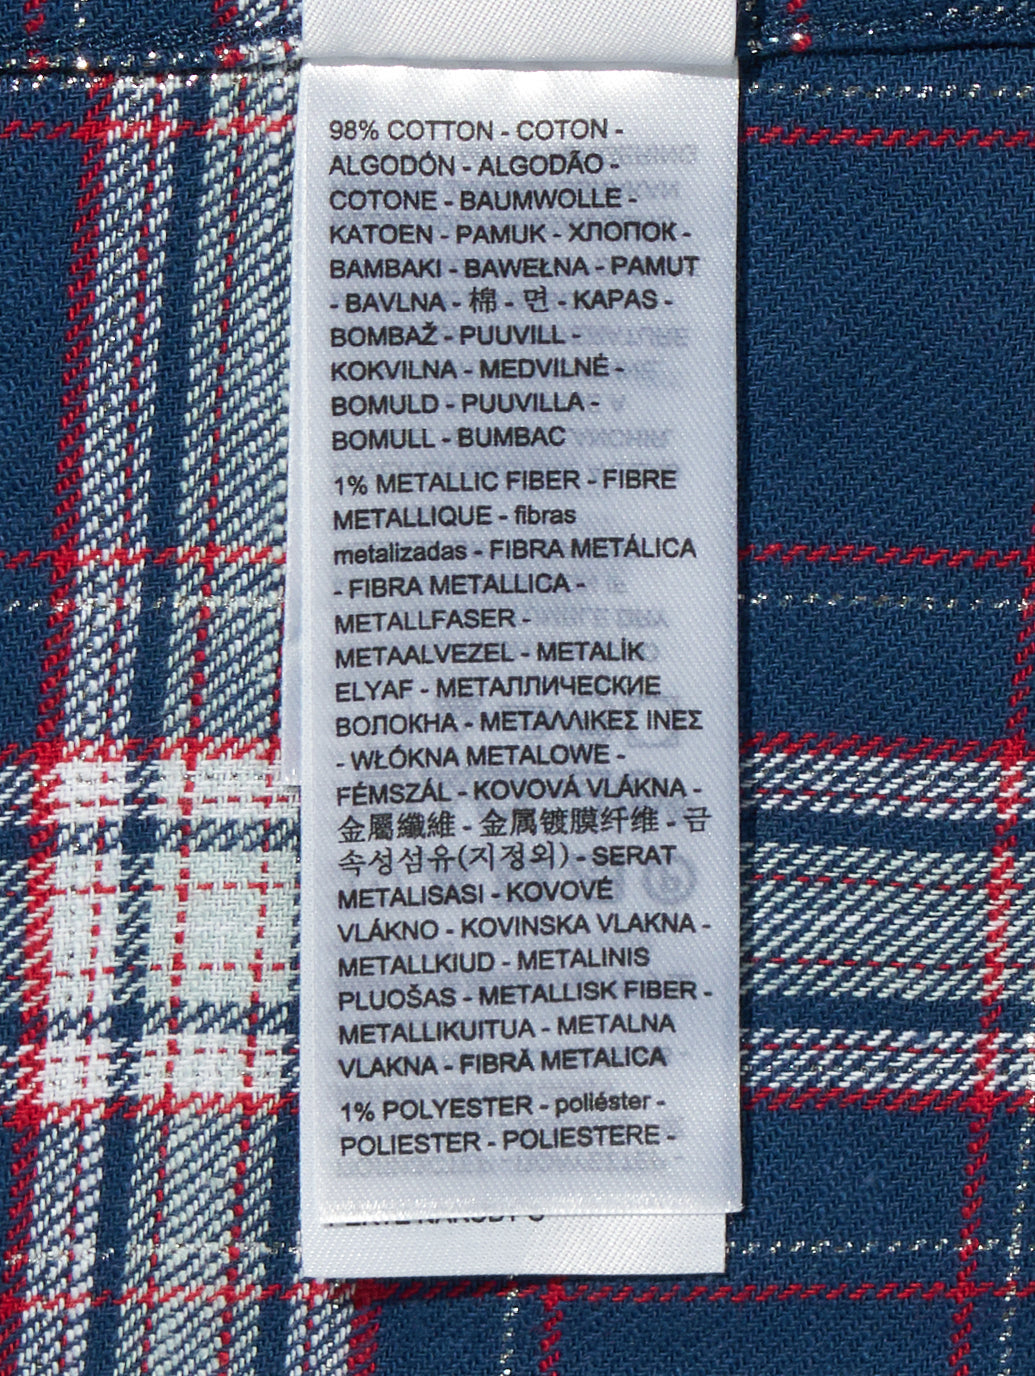 98% COTTON - COTON -
ALGODÓN - ALGODÃO -
COTONE - BAUMWOLLE -
KATOEN - PAMUK - ХЛОПОК -
BAMBAKI - BAWEŁNA - PAMUT
- BAVLNA - 棉 - 면 - KAPAS -
BOMBAŽ - PUUVILL -
KOKVILNA - MEDVILNĖ -
BOMULD - PUUVILLA -
BOMULL - BUMBAC
1% METALLIC FIBER - FIBRE
METALLIQUE - fibras
metalizadas - FIBRA METÁLICA
- FIBRA METALLICA -
METALLFASER -
METAALVEZEL - METALİK
ELYAF - МЕТАЛЛИЧЕСКИЕ
ВОЛОКНА - ΜΕΤΑΛΛΙΚΕΣ ΙΝΕΣ
- WŁÓKNA METALOWE -
FÉMSZÁL - KOVOVÁ VLÁKNA -
金屬纖維 - 金属镀膜纤维 - 금
속성섬유(지정외) - SERAT
METALISASI - KOVOVÉ
VLÁKNO - KOVINSKA VLAKNA -
METALLKIUD - METALINIS
PLUOŠAS - METALLISK FIBER -
METALLIKUITUA - METALNA
VLAKNA - FIBRĂ METALICA
1% POLYESTER - poliéster -
POLIESTER - POLIESTERE -